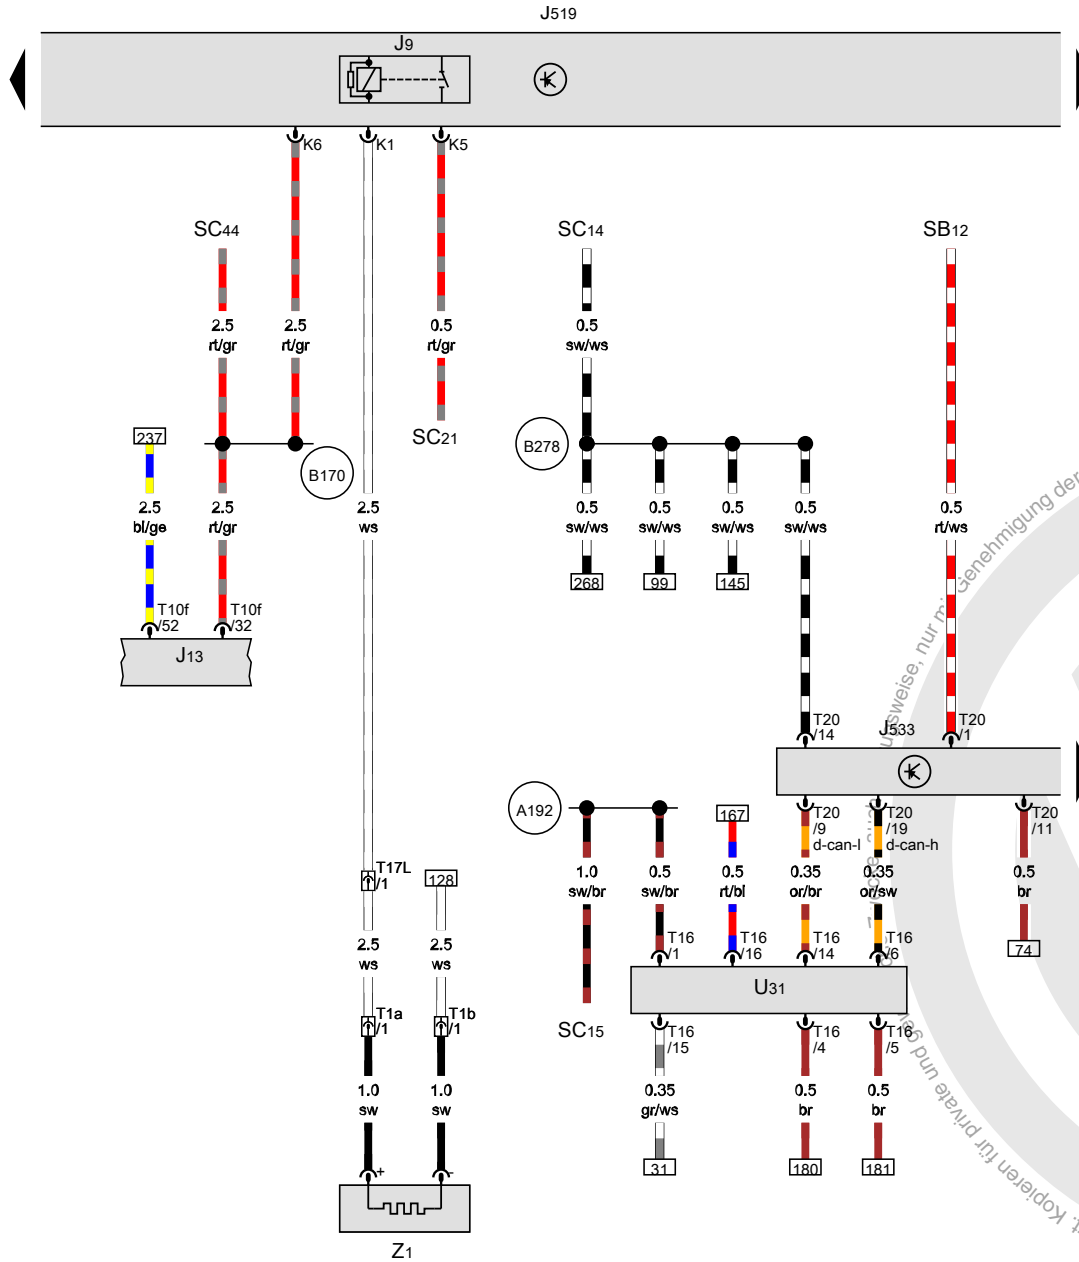 J519
J9
K6
K1
K5
SC44
SC14
SB12
2.5
rt/gr
2.5
rt/gr
0.5
rt/gr
0.5
sw/ws
SC21
237
B170
B278
2.5
bl/ge
2.5
rt/gr
2.5
ws
0.5
sw/ws
0.5
sw/ws
0.5
sw/ws
0.5
sw/ws
0.5
rt/ws
268
99
145
T10f
/52
T10f
/32
J13
T20
/14
J533
T20
/1
A192
167
T20
/9
d-can-l
T20
/19
d-can-h
T20
/11
T17L
/1
128
1.0
sw/br
0.5
sw/br
0.5
rt/bl
0.35
or/br
0.35
or/sw
0.5
br
2.5
ws
2.5
ws
T16
/1
T16
/16
T16
/14
T16
/6
74
U31
T1a
/1
T1b
/1
SC15
T16
/15
T16
/4
T16
/5
1.0
sw
1.0
sw
0.35
gr/ws
0.5
br
0.5
br
31
180
181
+
-
Z1
Genehmigung der
usweise, nur
t. Kopieren für private und